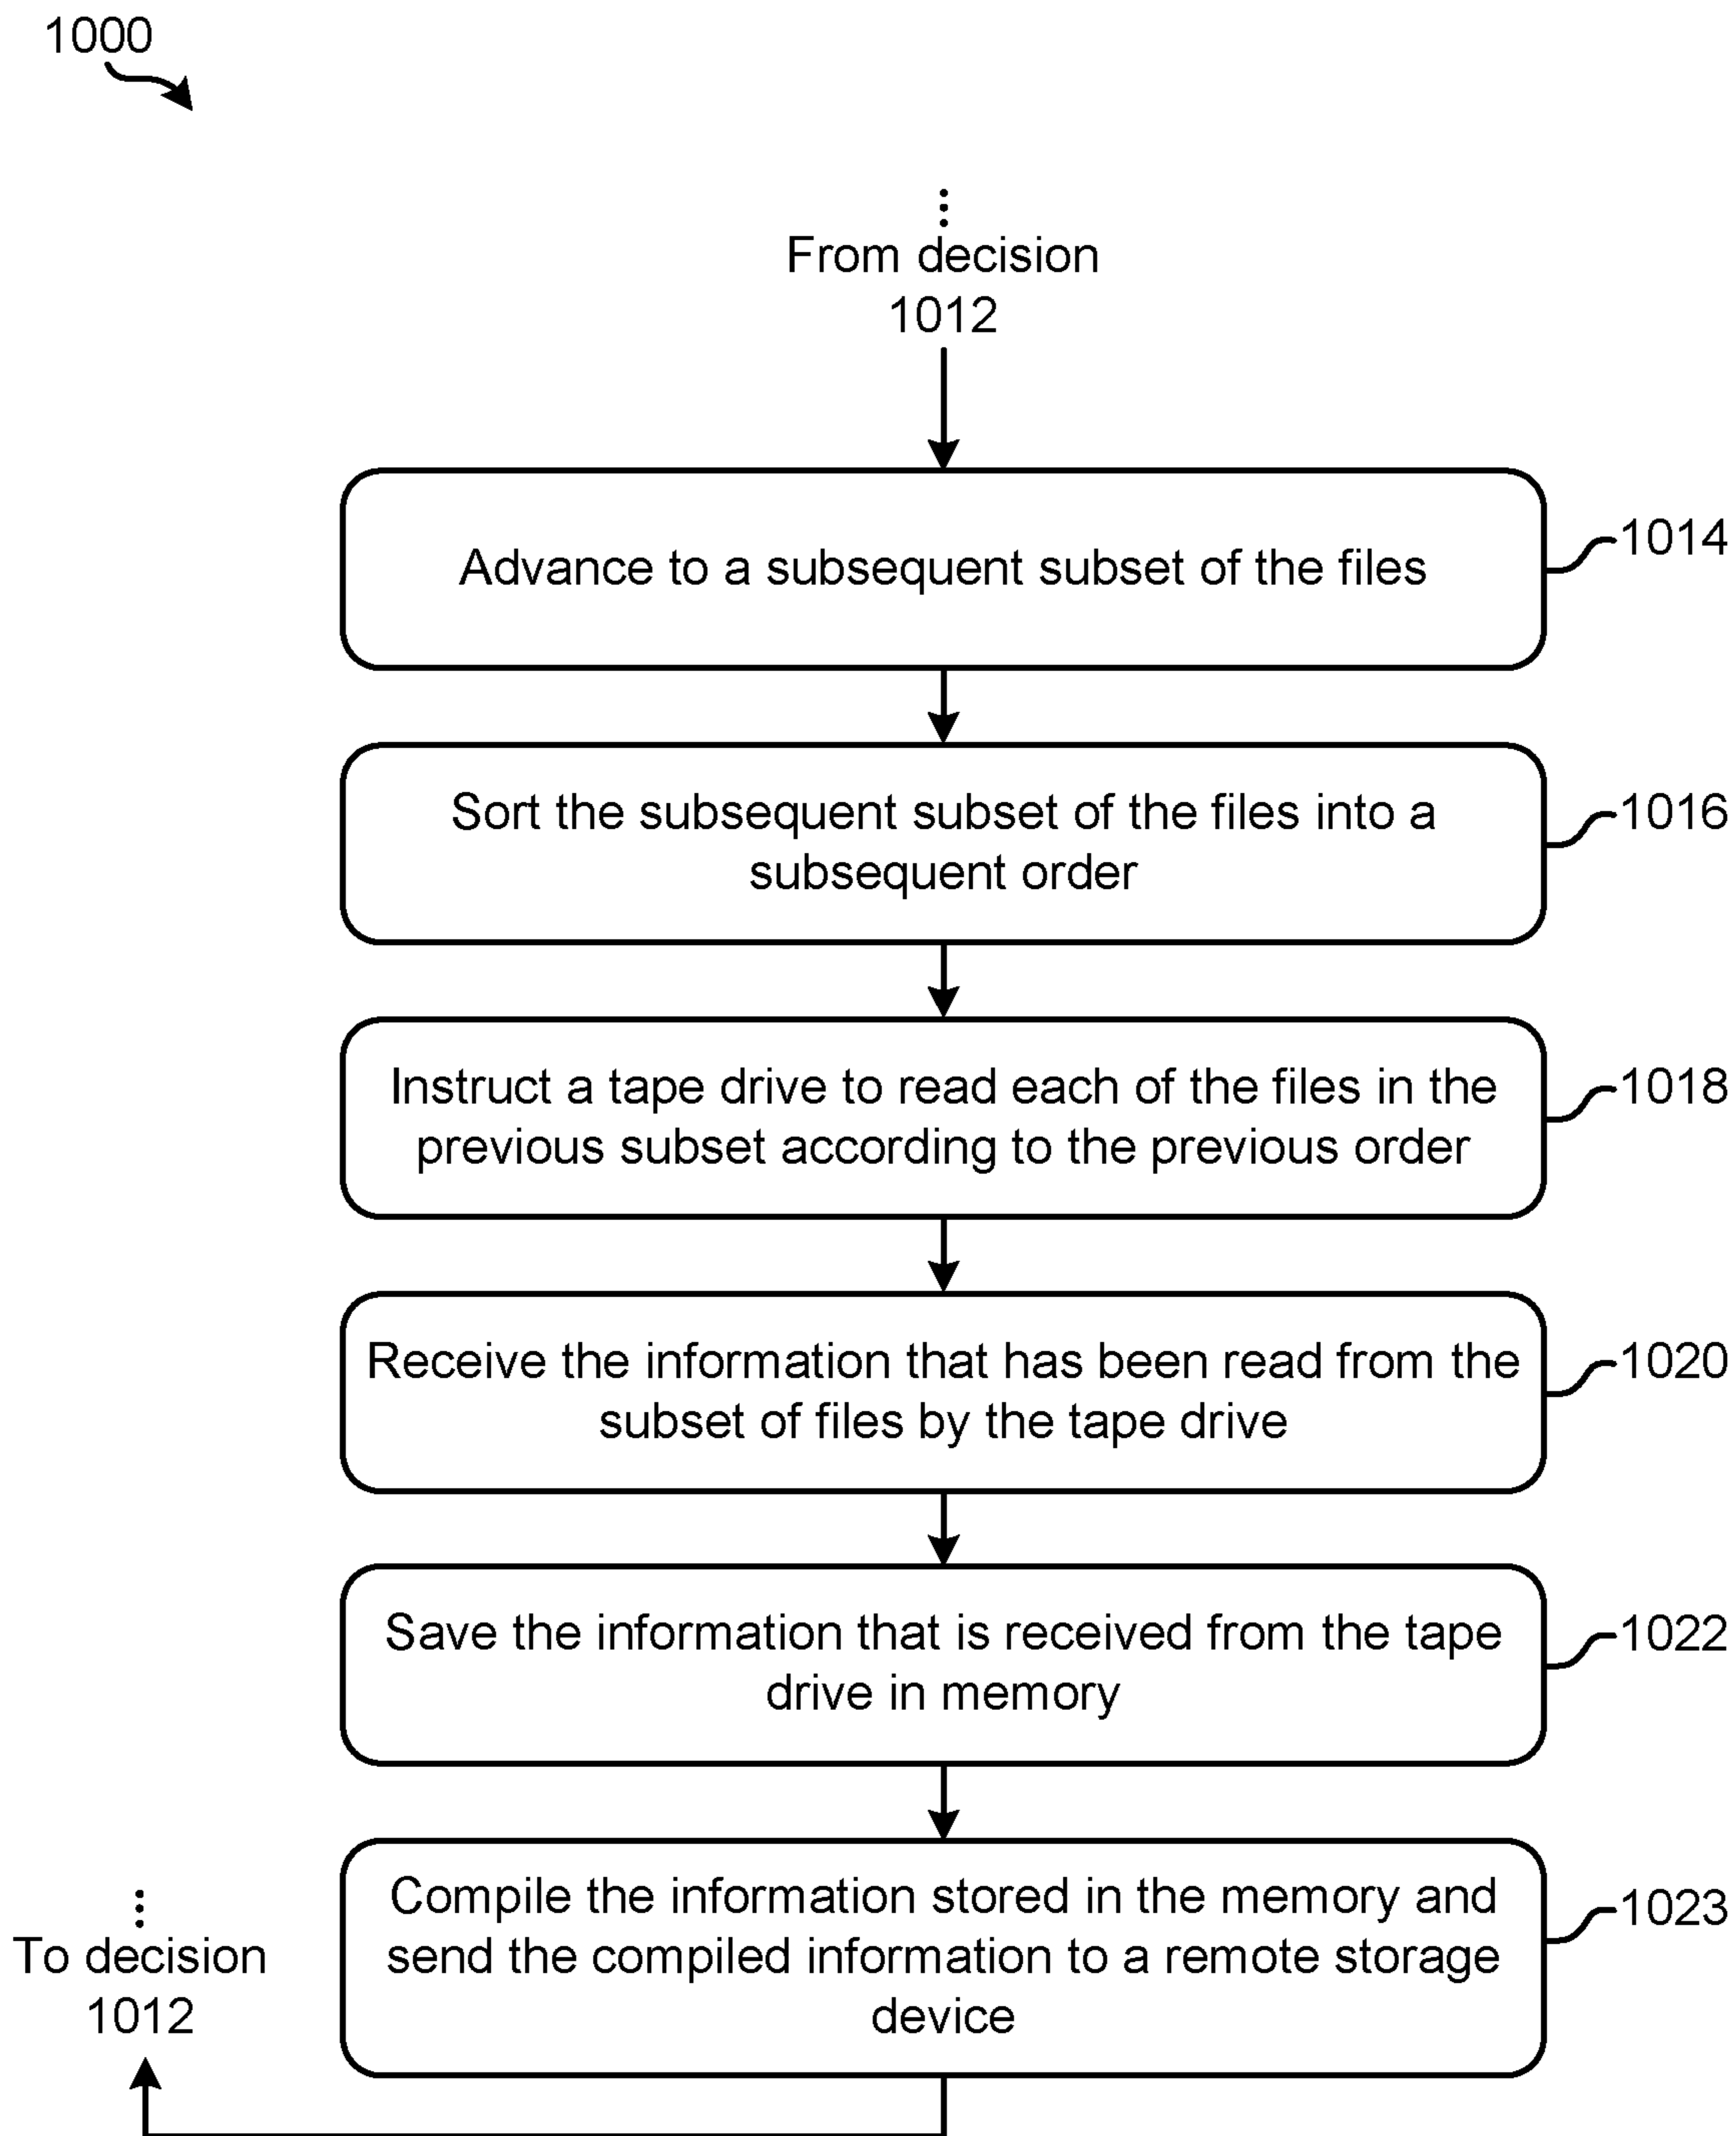 1000
From decision
1012
Advance to a subsequent subset of the files
1014
Sort the subsequent subset of the files into a
subsequent order
1016
Instruct a tape drive to read each of the files in the
previous subset according to the previous order
1018
Receive the information that has been read from the
subset of files by the tape drive
1020
Save the information that is received from the tape
drive in memory
1022
Compile the information stored in the memory and
send the compiled information to a remote storage
device
1023
To decision
1012